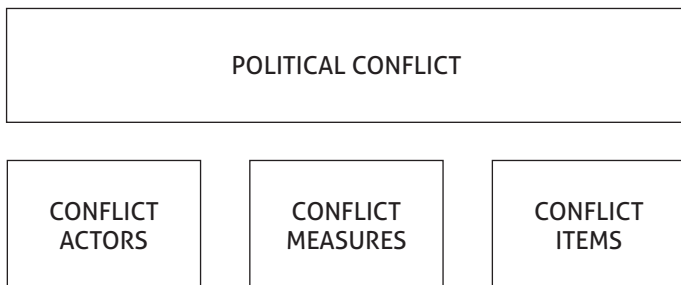 POLITICAL CONFLICT
CONFLICT
ACTORS
CONFLICT
MEASURES
CONFLICT
ITEMS